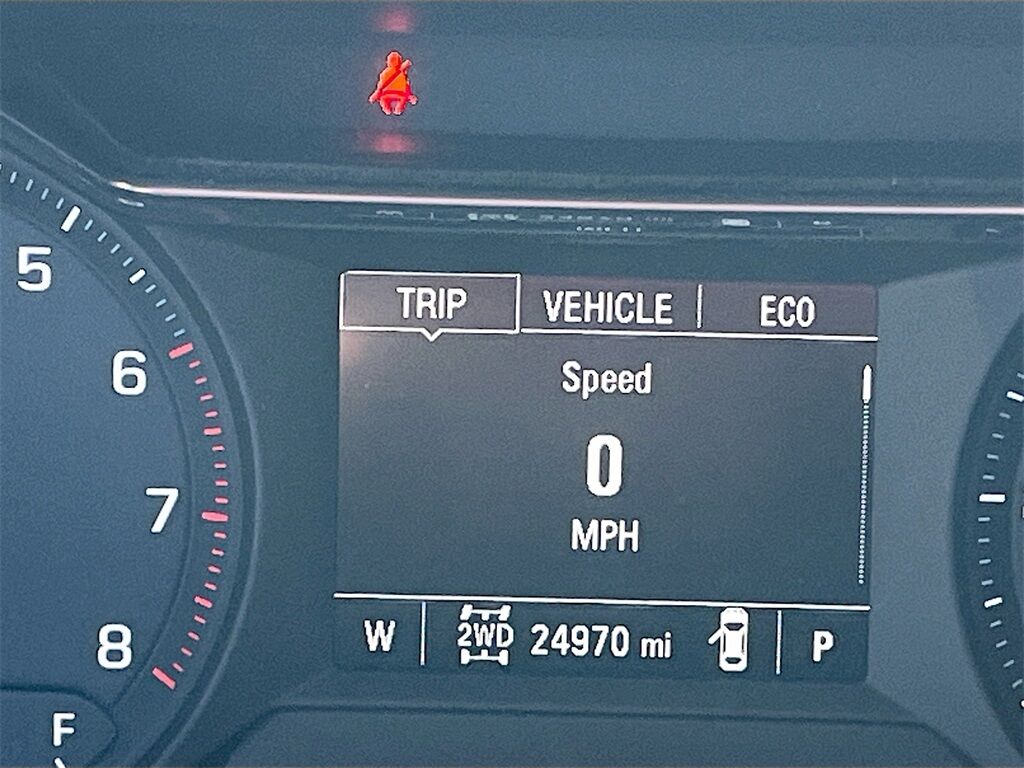 TRIP VEHICLE ECO
Speed
0
MPH
W 2WD 24970 mi P
5
6
7
8
F